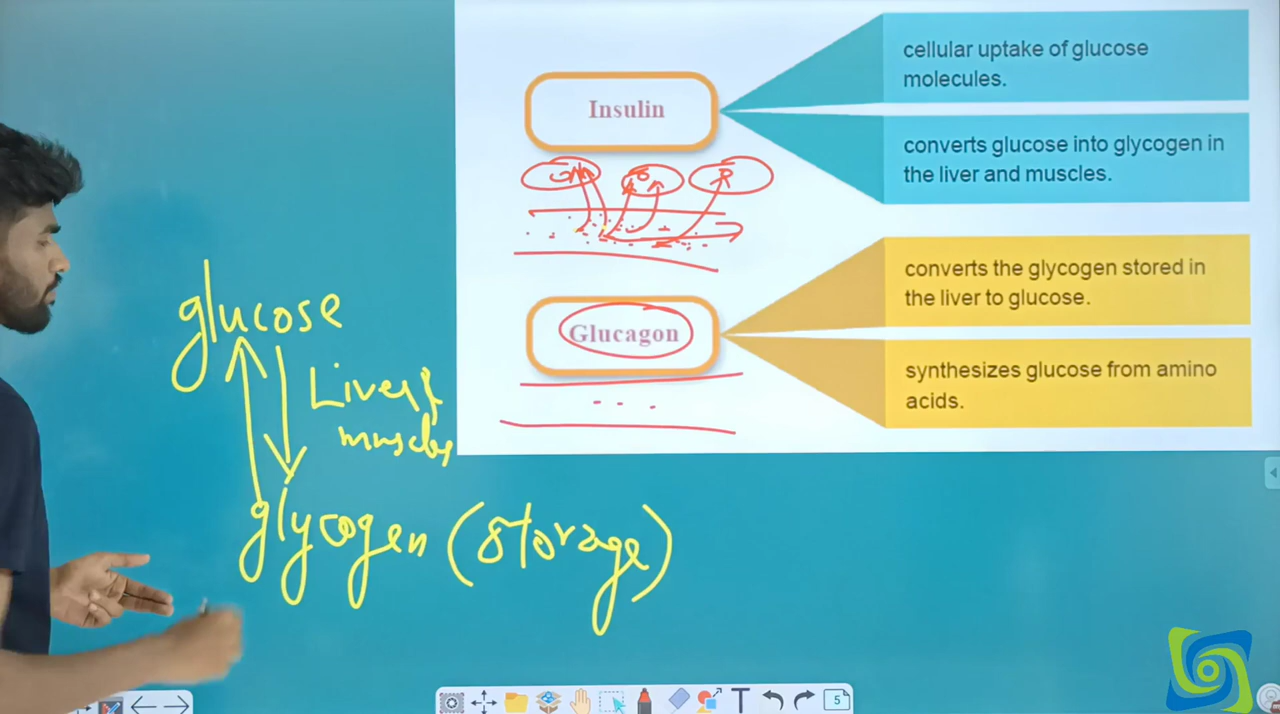 Insulin
cellular uptake of glucose
molecules.
converts glucose into glycogen in
the liver and muscles.
R
Glucagon
converts the glycogen stored in
the liver to glucose.
synthesizes glucose from amino
acids.
glucose
Liver &
muscles
glycogen (storage)
T
5